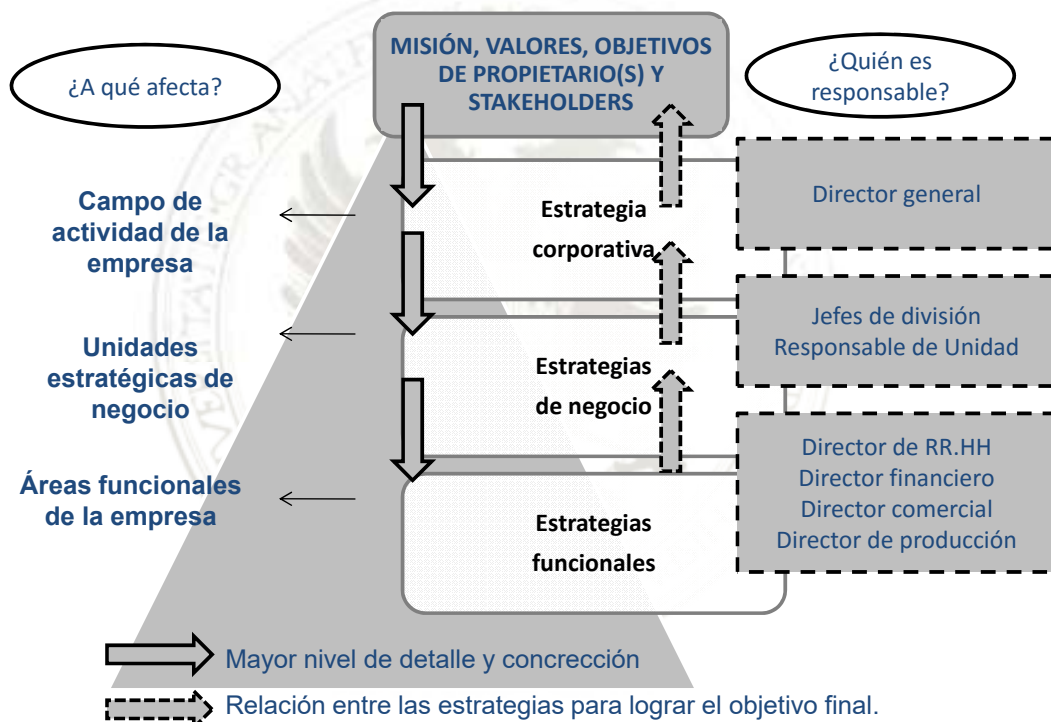 MISIÓN, VALORES, OBJETIVOS
DE PROPIETARIO(S) Y
STAKEHOLDERS
¿A qué afecta?
¿Quién es
responsable?
Campo de
actividad de la
empresa
Estrategia
corporativa
Director general
Unidades
estratégicas de
negocio
Estrategias
de negocio
Jefes de división
Responsable de Unidad
Áreas funcionales
de la empresa
Estrategias
funcionales
Director de RR.HH
Director financiero
Director comercial
Director de producción
Mayor nivel de detalle y concrección
Relación entre las estrategias para lograr el objetivo final.